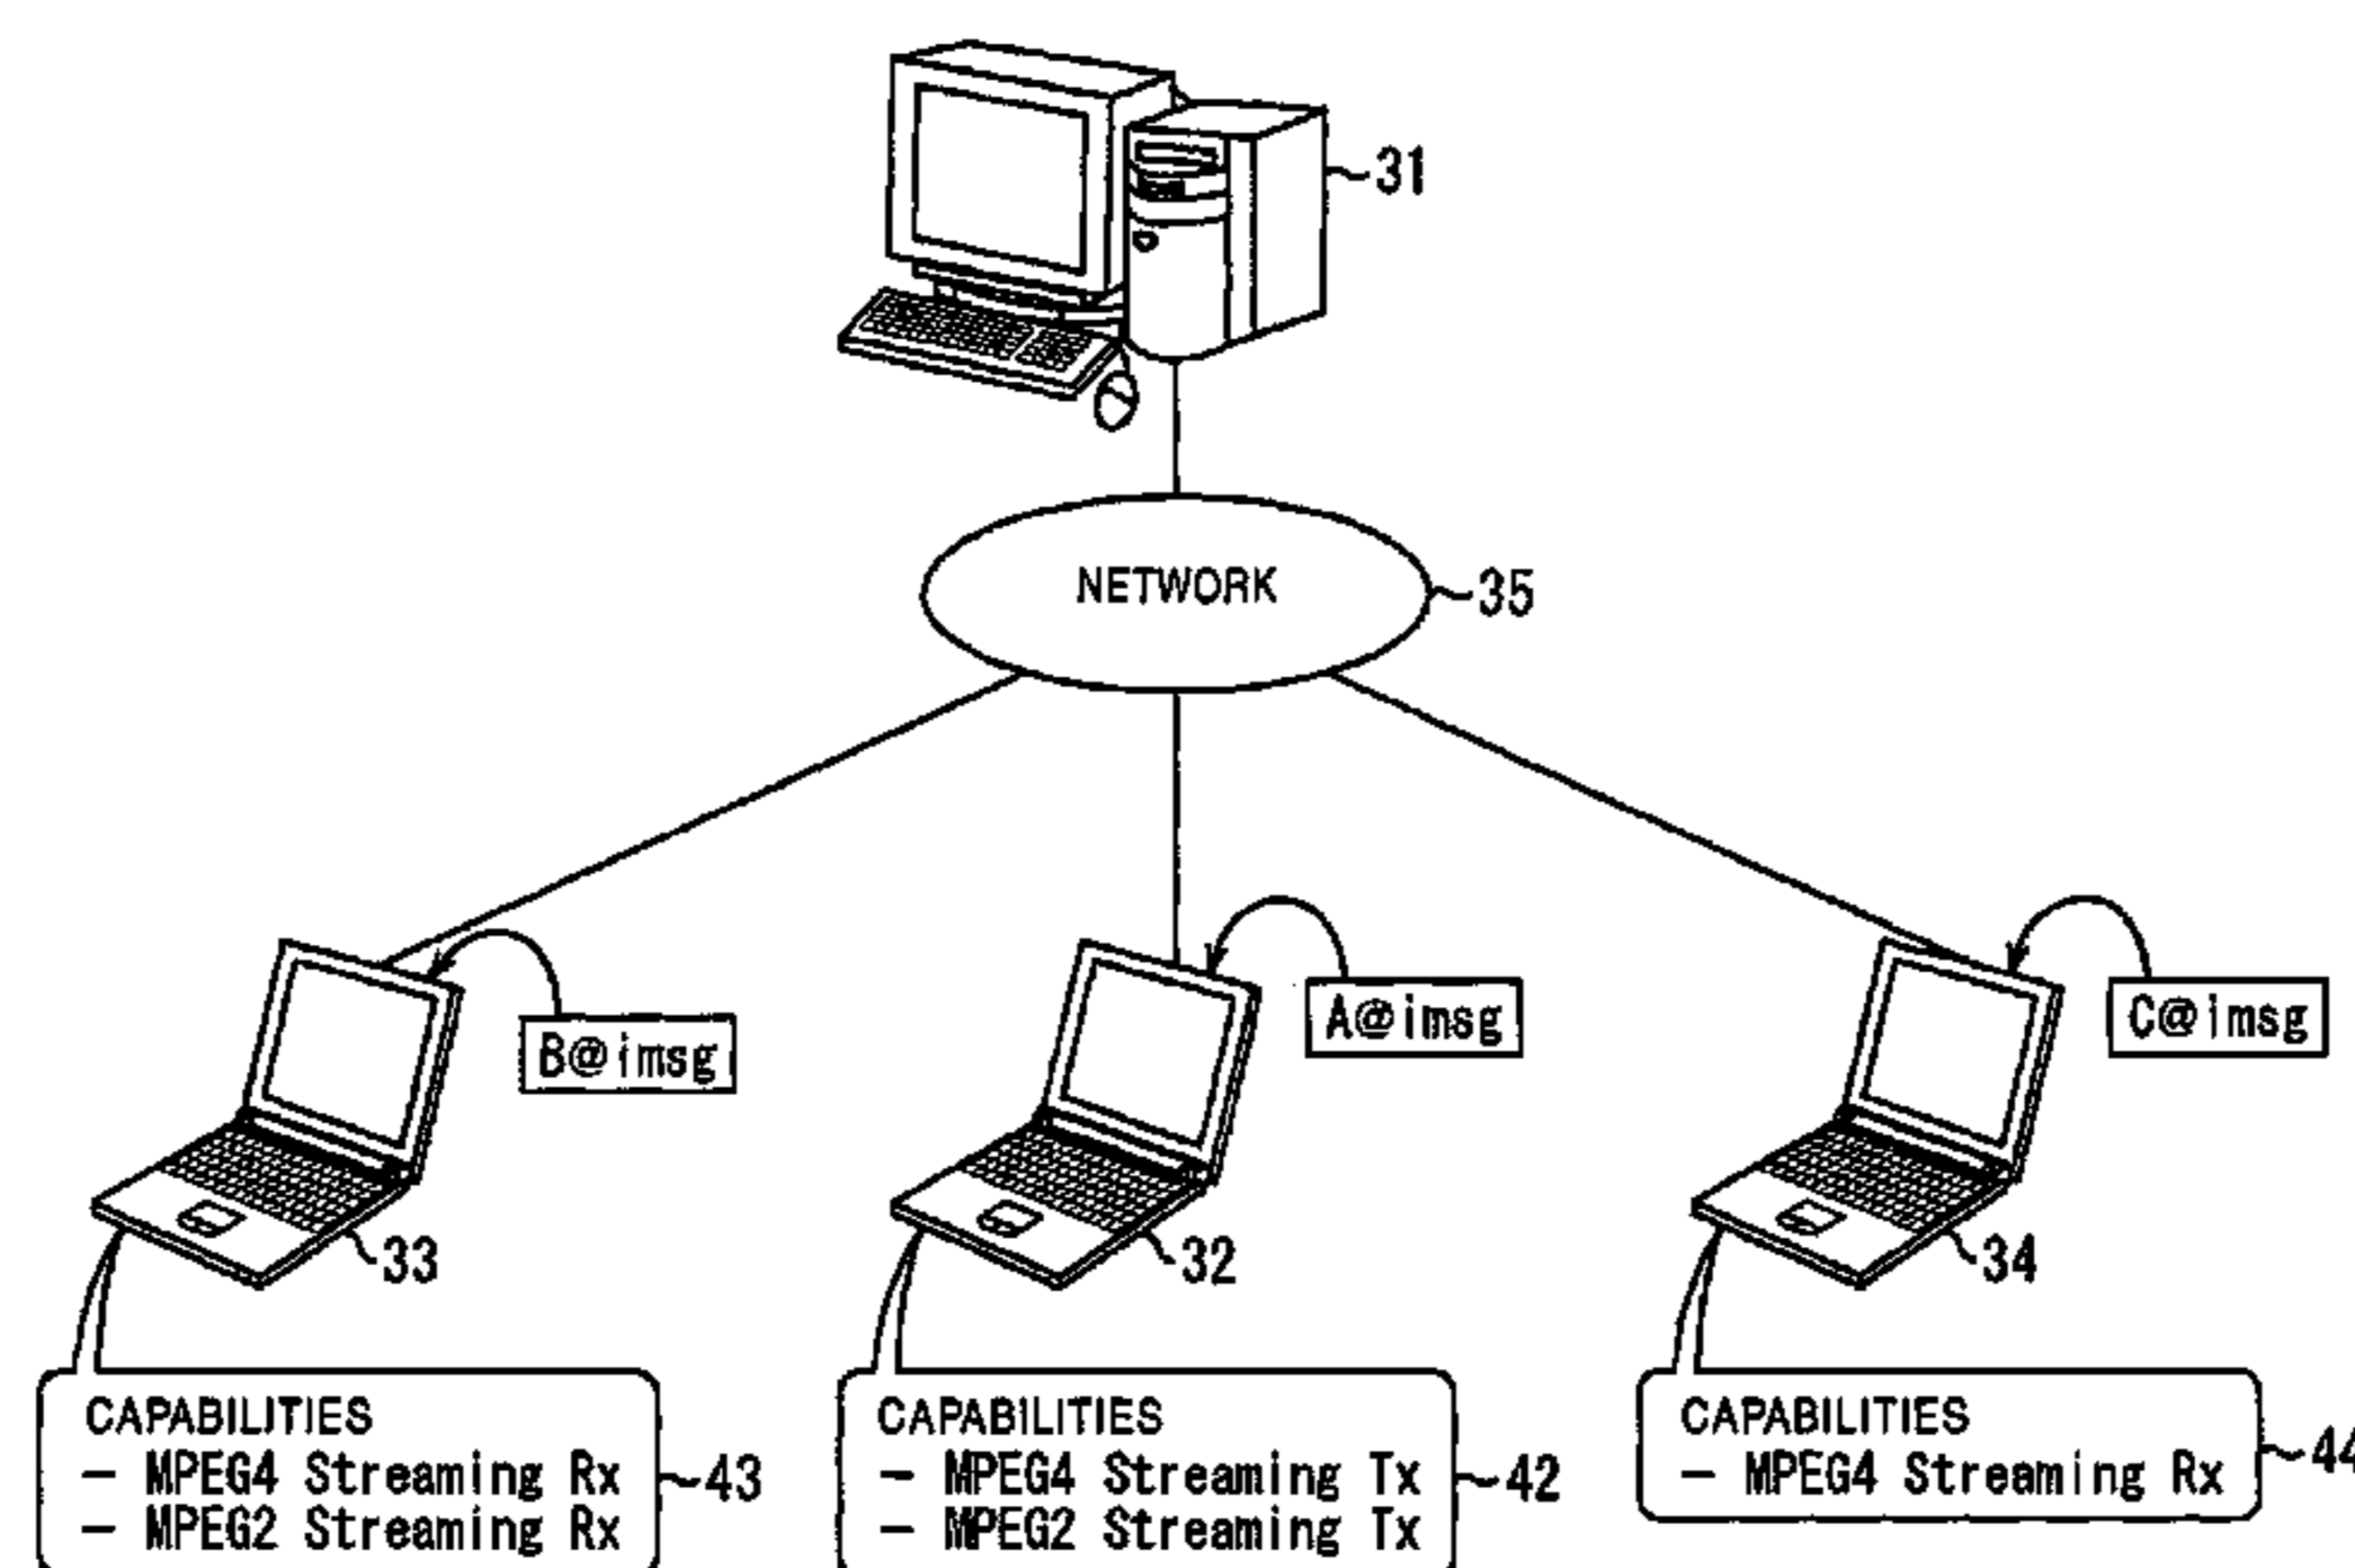 31
NETWORK
35
B@imsg
A@imsg
C@imsg
33
32
34
CAPABILITIES
— MPEG4 Streaming Rx
— MPEG2 Streaming Rx
43
CAPABILITIES
— MPEG4 Streaming Tx
— MPEG2 Streaming Tx
42
CAPABILITIES
— MPEG4 Streaming Rx
44